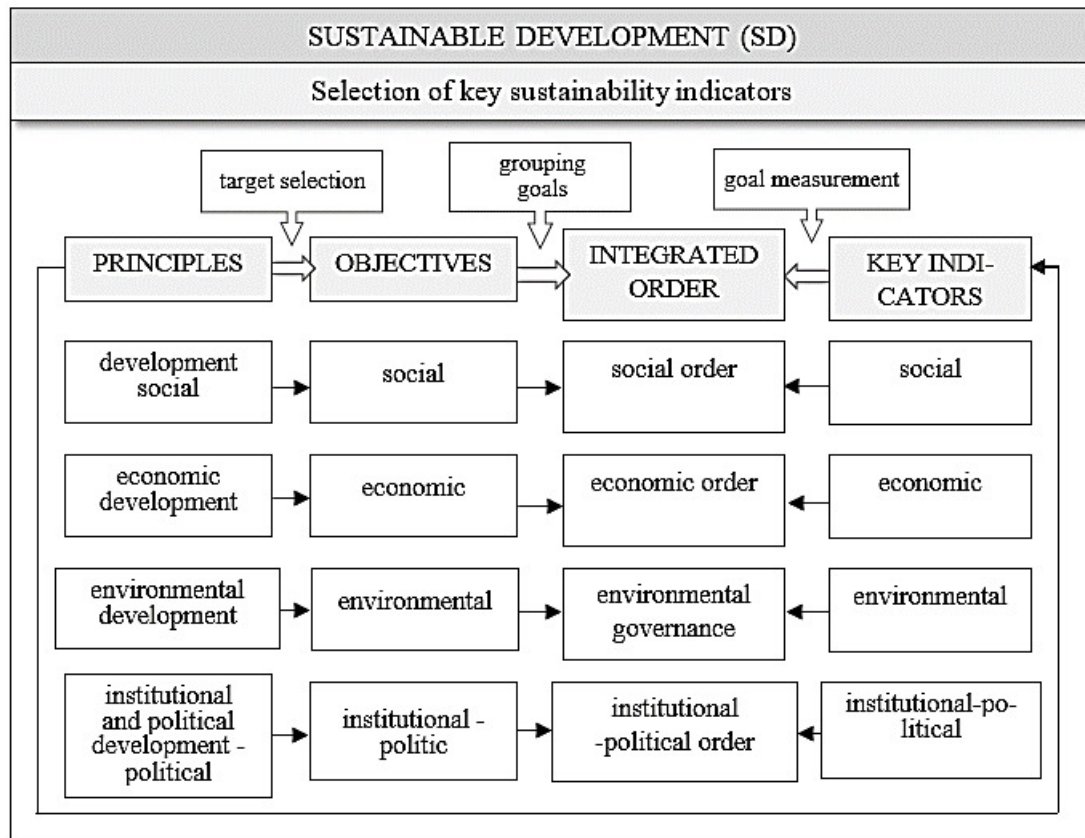 SUSTAINABLE DEVELOPMENT (SD)
Selection of key sustainability indicators
target selection
grouping
goals
goal measurement
PRINCIPLES
OBJECTIVES
INTEGRATED
ORDER
KEY INDI-
CATORS
development
social
social
social order
social
economic
development
economic
economic order
economic
environmental
development
environmental
environmental
governance
environmental
institutional
and political
development -
political
institutional -
politic
institutional
-political order
institutional-po-
litical